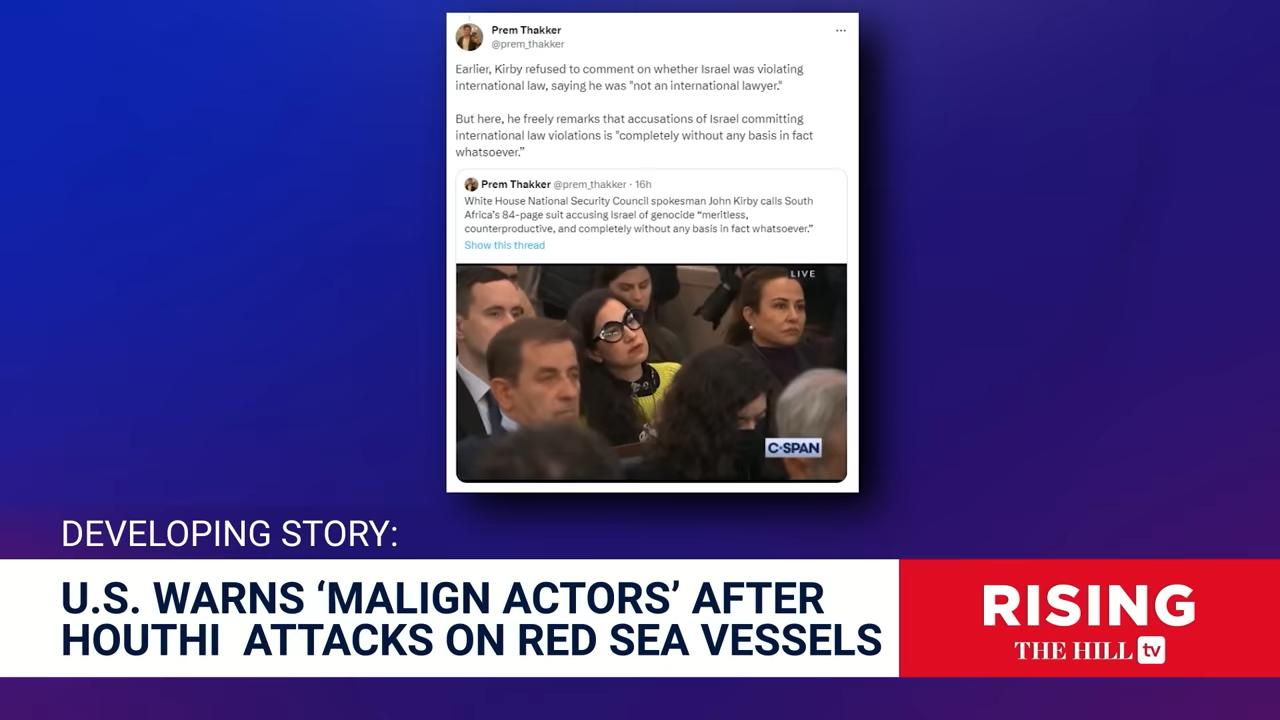 Prem Thakker
@prem_thakker
Earlier, Kirby refused to comment on whether Israel was violating
international law, saying he was "not an international lawyer."
But here, he freely remarks that accusations of Israel committing
international law violations is "completely without any basis in fact
whatsoever.”
Prem Thakker @prem_thakker · 16h
White House National Security Council spokesman John Kirby calls South
Africa's 84-page suit accusing Israel of genocide “meritless,
counterproductive, and completely without any basis in fact whatsoever.”
Show this thread
LIVE
C-SPAN
DEVELOPING STORY:
U.S. WARNS ‘MALIGN ACTORS’ AFTER
HOUTHI  ATTACKS ON RED SEA VESSELS
RISING
THE HILL tv